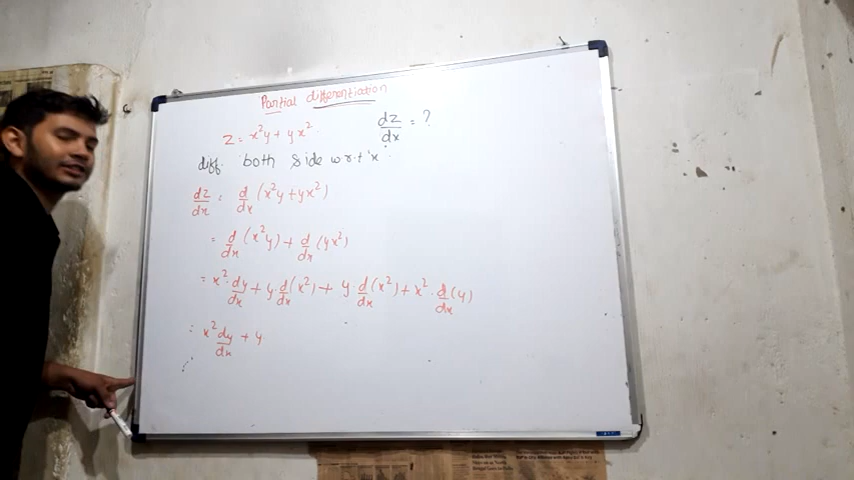 Partial differentiation
z = x²y + yx²   dz/dx = ?
diff. both side w.r.t 'x'.
dz/dx = d/dx (x²y + yx²)
= d/dx (x²y) + d/dx (yx²)
= x² . dy/dx + y . d/dx (x²) + y . d/dx (x²) + x² . d/dx (y)
= x² dy/dx + y